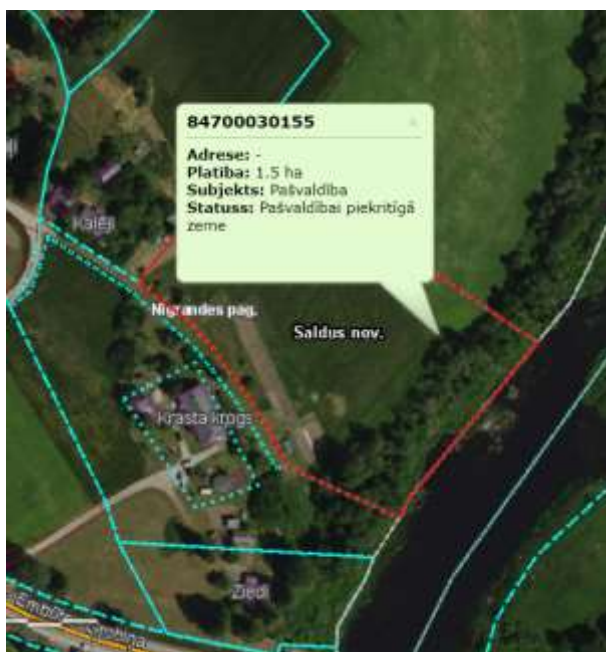 84700030155
Adrese: -
Platība: 1.5 ha
Subjekts: Pašvaldība
Statuss: Pašvaldībai piekritīgā
zeme
Kalēji
Nīgrandes pag.
Saldus nov.
Krasta krogs
Ziedi